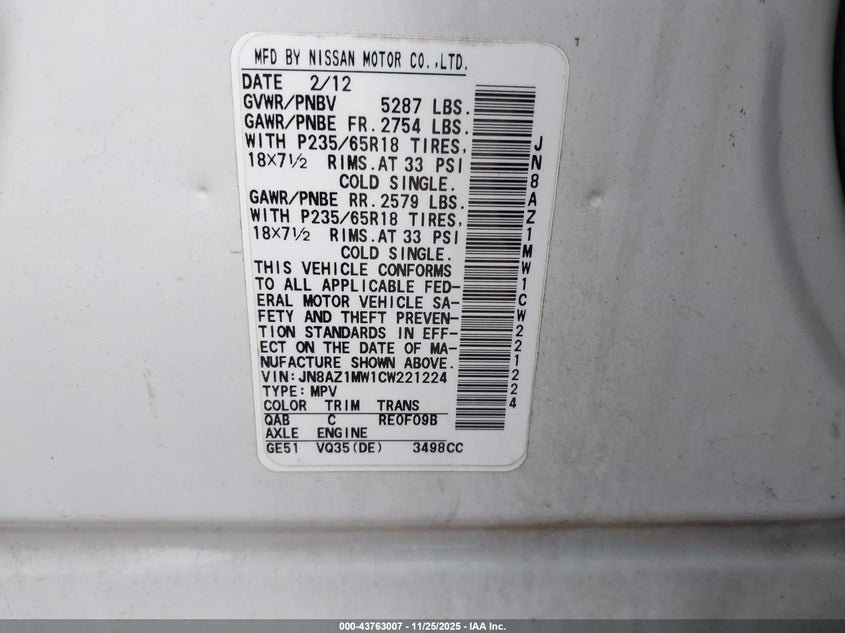 MFD BY NISSAN MOTOR CO.,LTD.
DATE 2/12
GVWR/PNBV 5287 LBS.
GAWR/PNBE FR. 2754 LBS.
WITH P235/65R18 TIRES,
18×7½ RIMS.AT 33 PSI
COLD SINGLE.
GAWR/PNBE RR. 2579 LBS.
WITH P235/65R18 TIRES,
18×7½ RIMS.AT 33 PSI
COLD SINGLE.
THIS VEHICLE CONFORMS
TO ALL APPLICABLE FED-
ERAL MOTOR VEHICLE SA-
FETY AND THEFT PREVEN-
TION STANDARDS IN EFF-
ECT ON THE DATE OF MA-
NUFACTURE SHOWN ABOVE.
VIN:JN8AZ1MW1CW221224
TYPE:MPV
COLOR TRIM TRANS
QAB C RE0F09B
AXLE ENGINE
GE51 VQ35(DE) 3498CC
JN8AZ1MW1CW221224
000-43763007 - 11/25/2025 - IAA Inc.